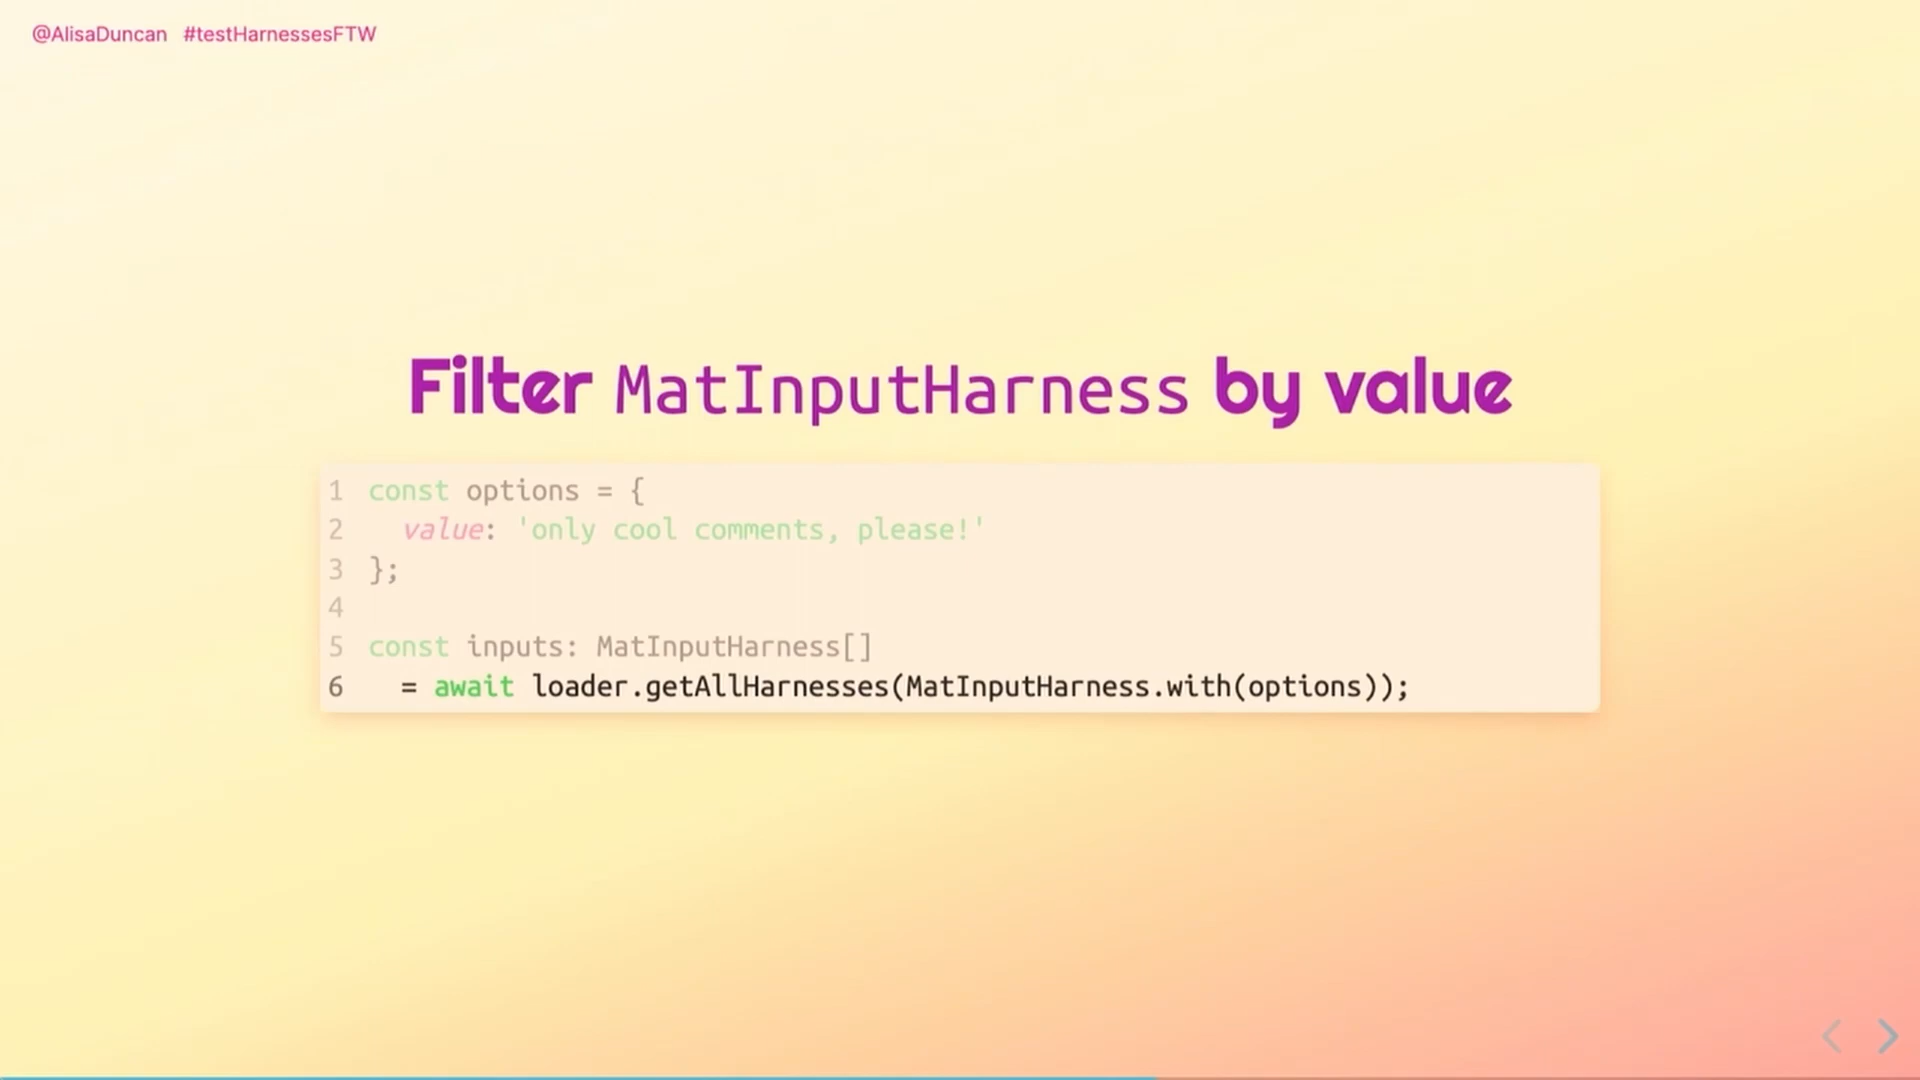 @AlisaDuncan #testHarnessesFTW
Filter MatInputHarness by value
1 const options = {
2   value: 'only cool comments, please!'
3 };
4
5 const inputs: MatInputHarness[]
6   = await loader.getAllHarnesses(MatInputHarness.with(options));